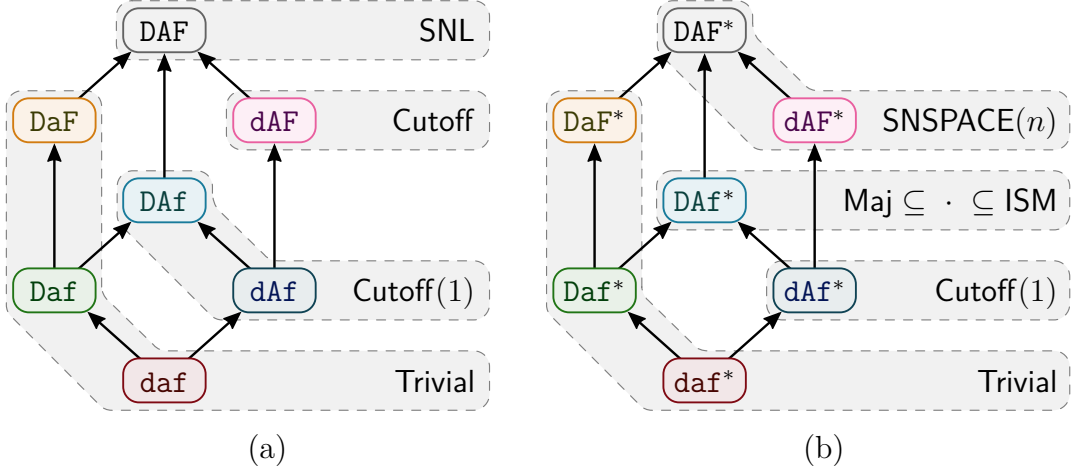 DAF SNL
DaF dAF Cutoff
DAf
Daf dAf Cutoff(1)
daf Trivial
(a)
DAF*
DaF* dAF* SNSPACE(n)
DAf* Maj ⊆ · ⊆ ISM
Daf* dAf* Cutoff(1)
daf* Trivial
(b)